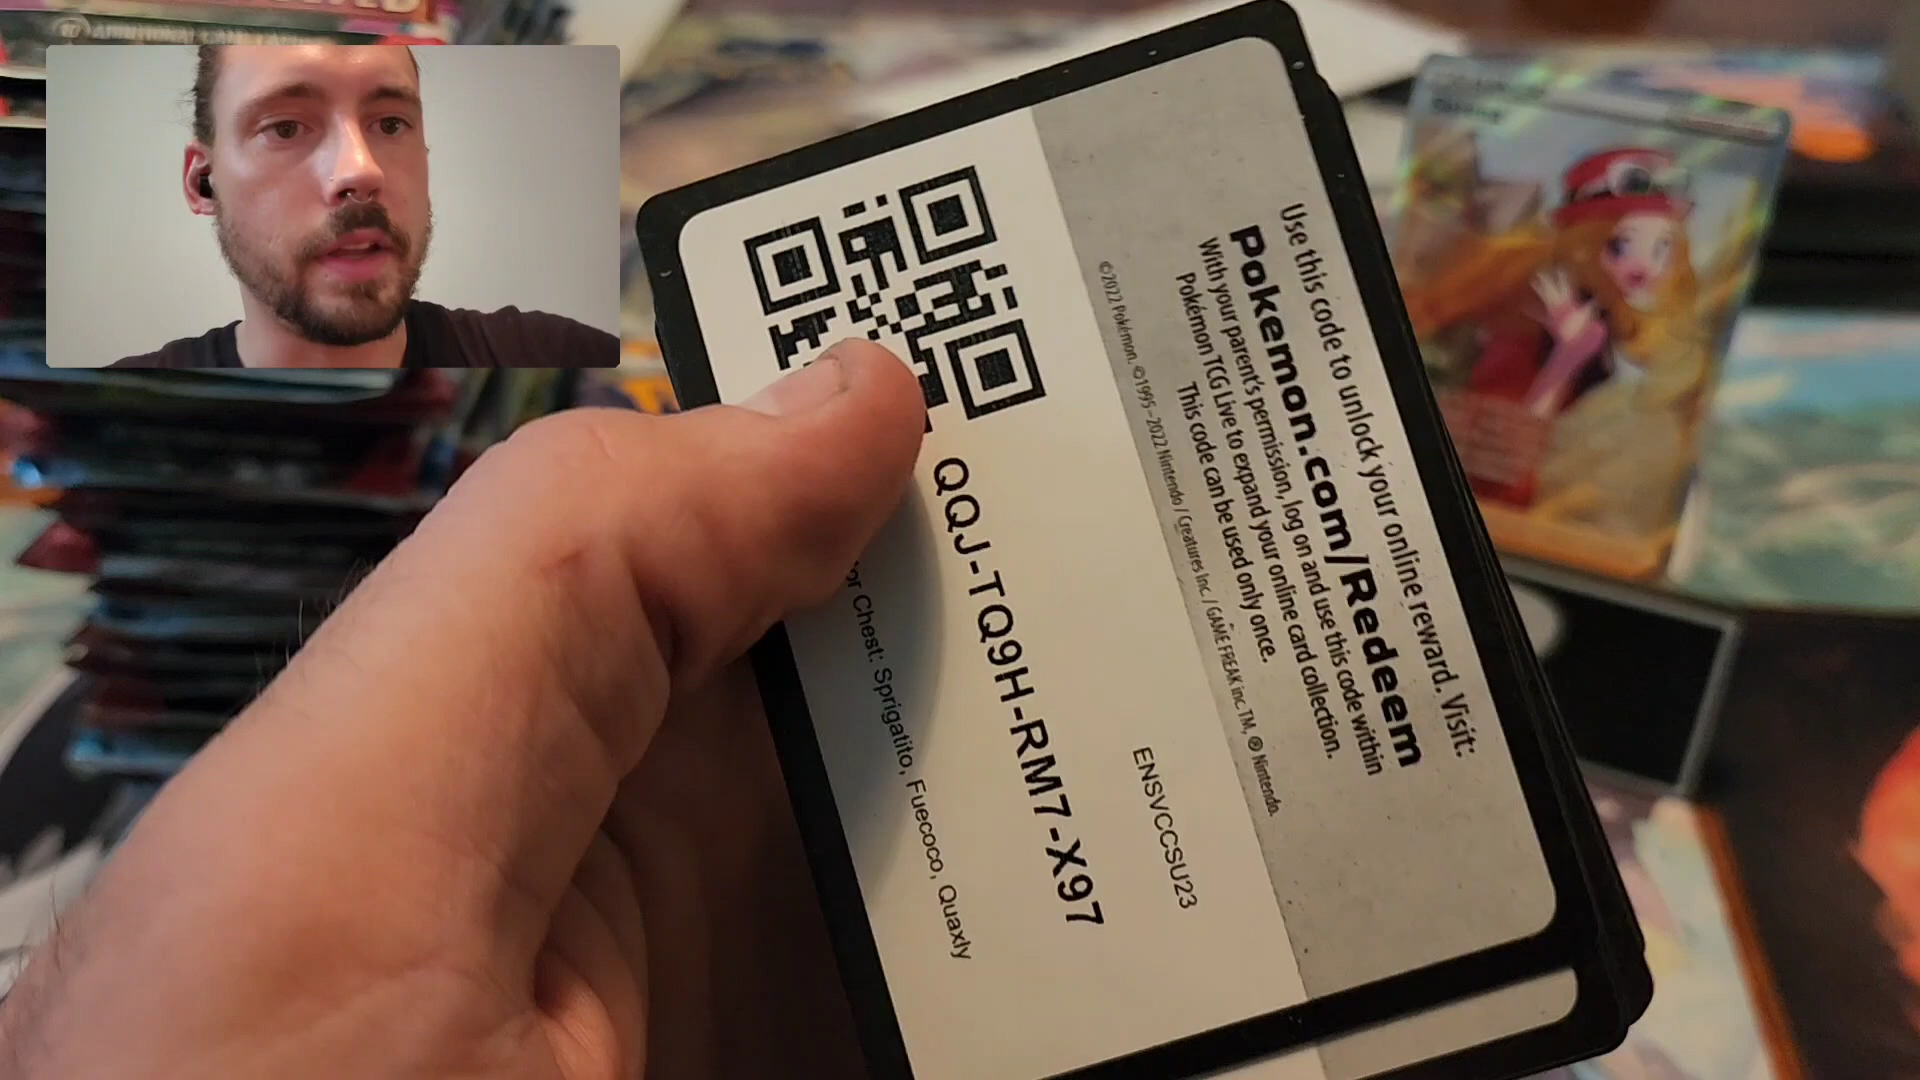 Use this code to unlock your online reward. Visit:
Pokemon.com/Redeem
With your parent's permission, log on and use this code within
Pokémon TCG Live to expand your online card collection.
This code can be used only once.
©2022 Pokémon. ©1995–2022 Nintendo / Creatures Inc. / GAME FREAK inc. TM, ® Nintendo.
ENSVCCSU23
QQJ-TQ9H-RM7-X97
or Chest: Sprigatito, Fuecoco, Quaxly